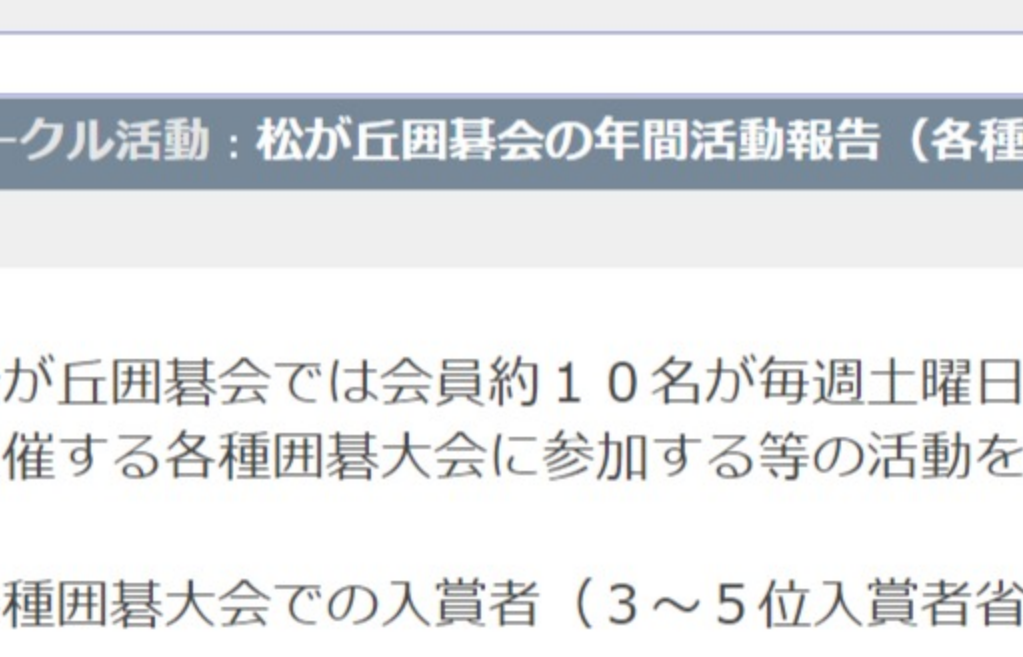 ークル活動：松が丘囲碁会の年間活動報告（各種
が丘囲碁会では会員約１０名が毎週土曜日
催する各種囲碁大会に参加する等の活動を
種囲碁大会での入賞者（３～５位入賞者省